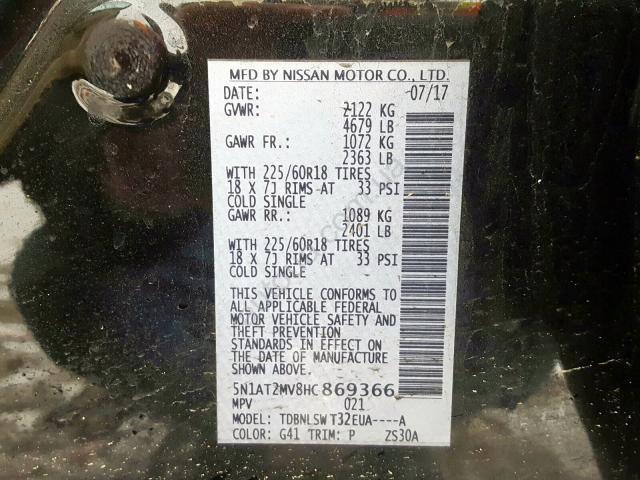 MFD BY NISSAN MOTOR CO., LTD.
DATE: 07/17
GVWR: 2122 KG
4679 LB
GAWR FR.: 1072 KG
2363 LB
WITH 225/60R18 TIRES
18 X 7J RIMS AT 33 PSI
COLD SINGLE
GAWR RR.: 1089 KG
2401 LB
WITH 225/60R18 TIRES
18 X 7J RIMS AT 33 PSI
COLD SINGLE
THIS VEHICLE CONFORMS TO
ALL APPLICABLE FEDERAL
MOTOR VEHICLE SAFETY AND
THEFT PREVENTION
STANDARDS IN EFFECT ON
THE DATE OF MANUFACTURE
SHOWN ABOVE.
5N1AT2MV8HC869366
MPV 021
MODEL: TDBNLSWT32EUA----A
COLOR: G41 TRIM: P ZS30A